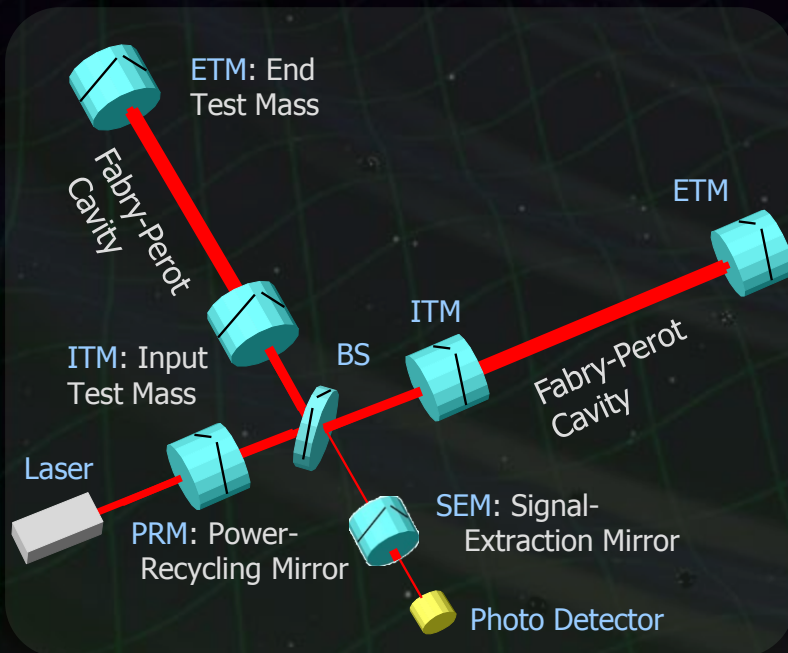 ETM: End
Test Mass
Fabry-Perot
Cavity
ETM
ITM
ITM: Input
Test Mass
BS
Fabry-Perot
Cavity
Laser
PRM: Power-
Recycling Mirror
SEM: Signal-
Extraction Mirror
Photo Detector